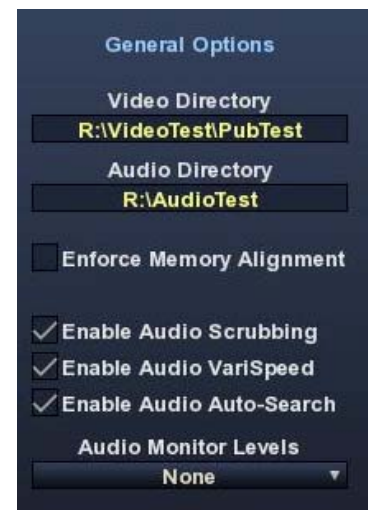 General Options
Video Directory
R:\VideoTest\PubTest
Audio Directory
R:\AudioTest
Enforce Memory Alignment
Enable Audio Scrubbing
Enable Audio VariSpeed
Enable Audio Auto-Search
Audio Monitor Levels
None